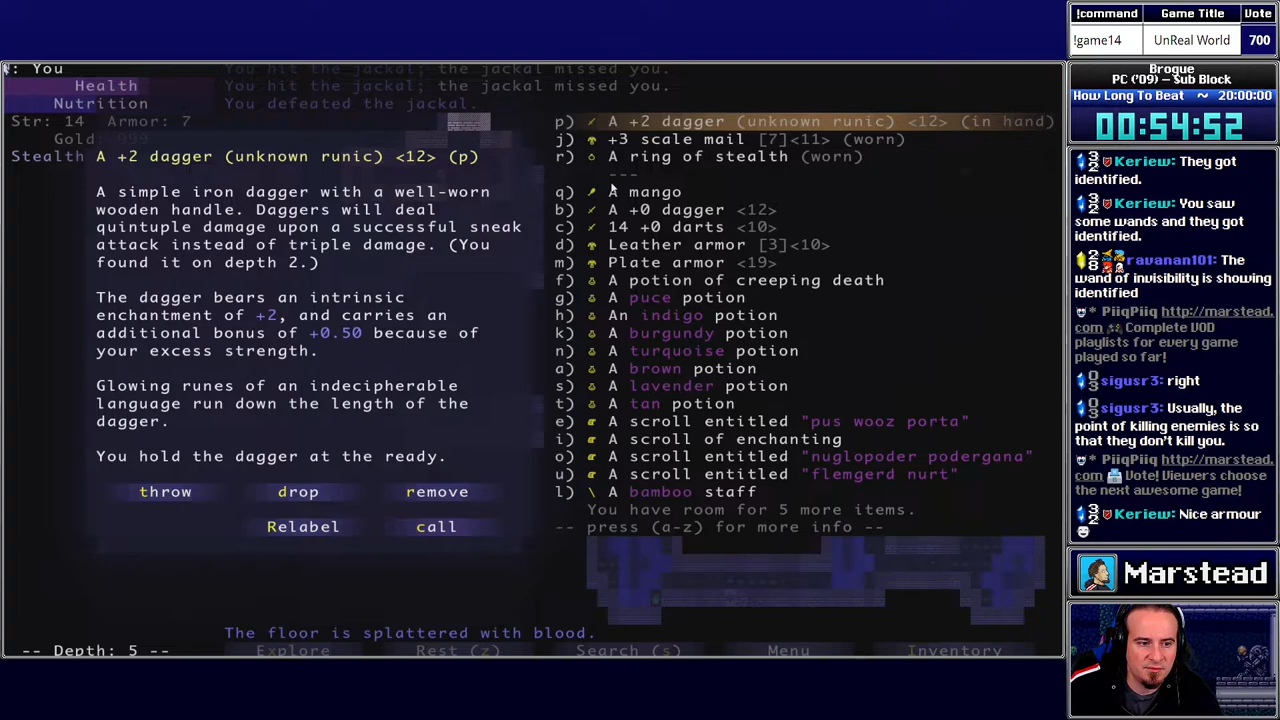 : You
Health
Nutrition
Str: 14 Armor: 7
Gold: 999
Stealth
You hit the jackal; the jackal missed you.
You hit the jackal; the jackal missed you.
You defeated the jackal.
A +2 dagger (unknown runic) <12> (p)
A simple iron dagger with a well-worn
wooden handle. Daggers will deal
quintuple damage upon a successful sneak
attack instead of triple damage. (You
found it on depth 2.)
The dagger bears an intrinsic
enchantment of +2, and carries an
additional bonus of +0.50 because of
your excess strength.
Glowing runes of an indecipherable
language run down the length of the
dagger.
You hold the dagger at the ready.
throw drop remove
Relabel call
p) A +2 dagger (unknown runic) <12> (in hand)
j) +3 scale mail [7]<11> (worn)
r) A ring of stealth (worn)
---
q) A mango
b) A +0 dagger <12>
c) 14 +0 darts <10>
d) Leather armor [3]<10>
m) Plate armor <19>
f) A potion of creeping death
g) A puce potion
h) An indigo potion
k) A burgundy potion
n) A turquoise potion
a) A brown potion
s) A lavender potion
t) A tan potion
e) A scroll entitled "pus wooz porta"
i) A scroll of enchanting
o) A scroll entitled "nuglopoder podergana"
u) A scroll entitled "flemgerd nurt"
l) A bamboo staff
You have room for 5 more items.
-- press (a-z) for more info --
The floor is splattered with blood.
-- Depth: 5 --
Explore Rest (z) Search (s) Menu Inventory
!command Game Title Vote
!game14 UnReal World 700
Brogue
PC ('09) – Sub Block
How Long To Beat ~ 20:00:00
00:54:52
Keriew: They got
identified.
Keriew: You saw
some wands and they got
identified.
ravanan101: The
wand of invisibility is showing
identified
PiiqPiiq http://marstead.
com Complete VOD
playlists for every game
played so far!
sigusr3: right
sigusr3: Usually, the
point of killing enemies is so
that they don't kill you.
PiiqPiiq http://marstead.
com Vote! Viewers choose
the next awesome game!
Keriew: Nice armour
Marstead